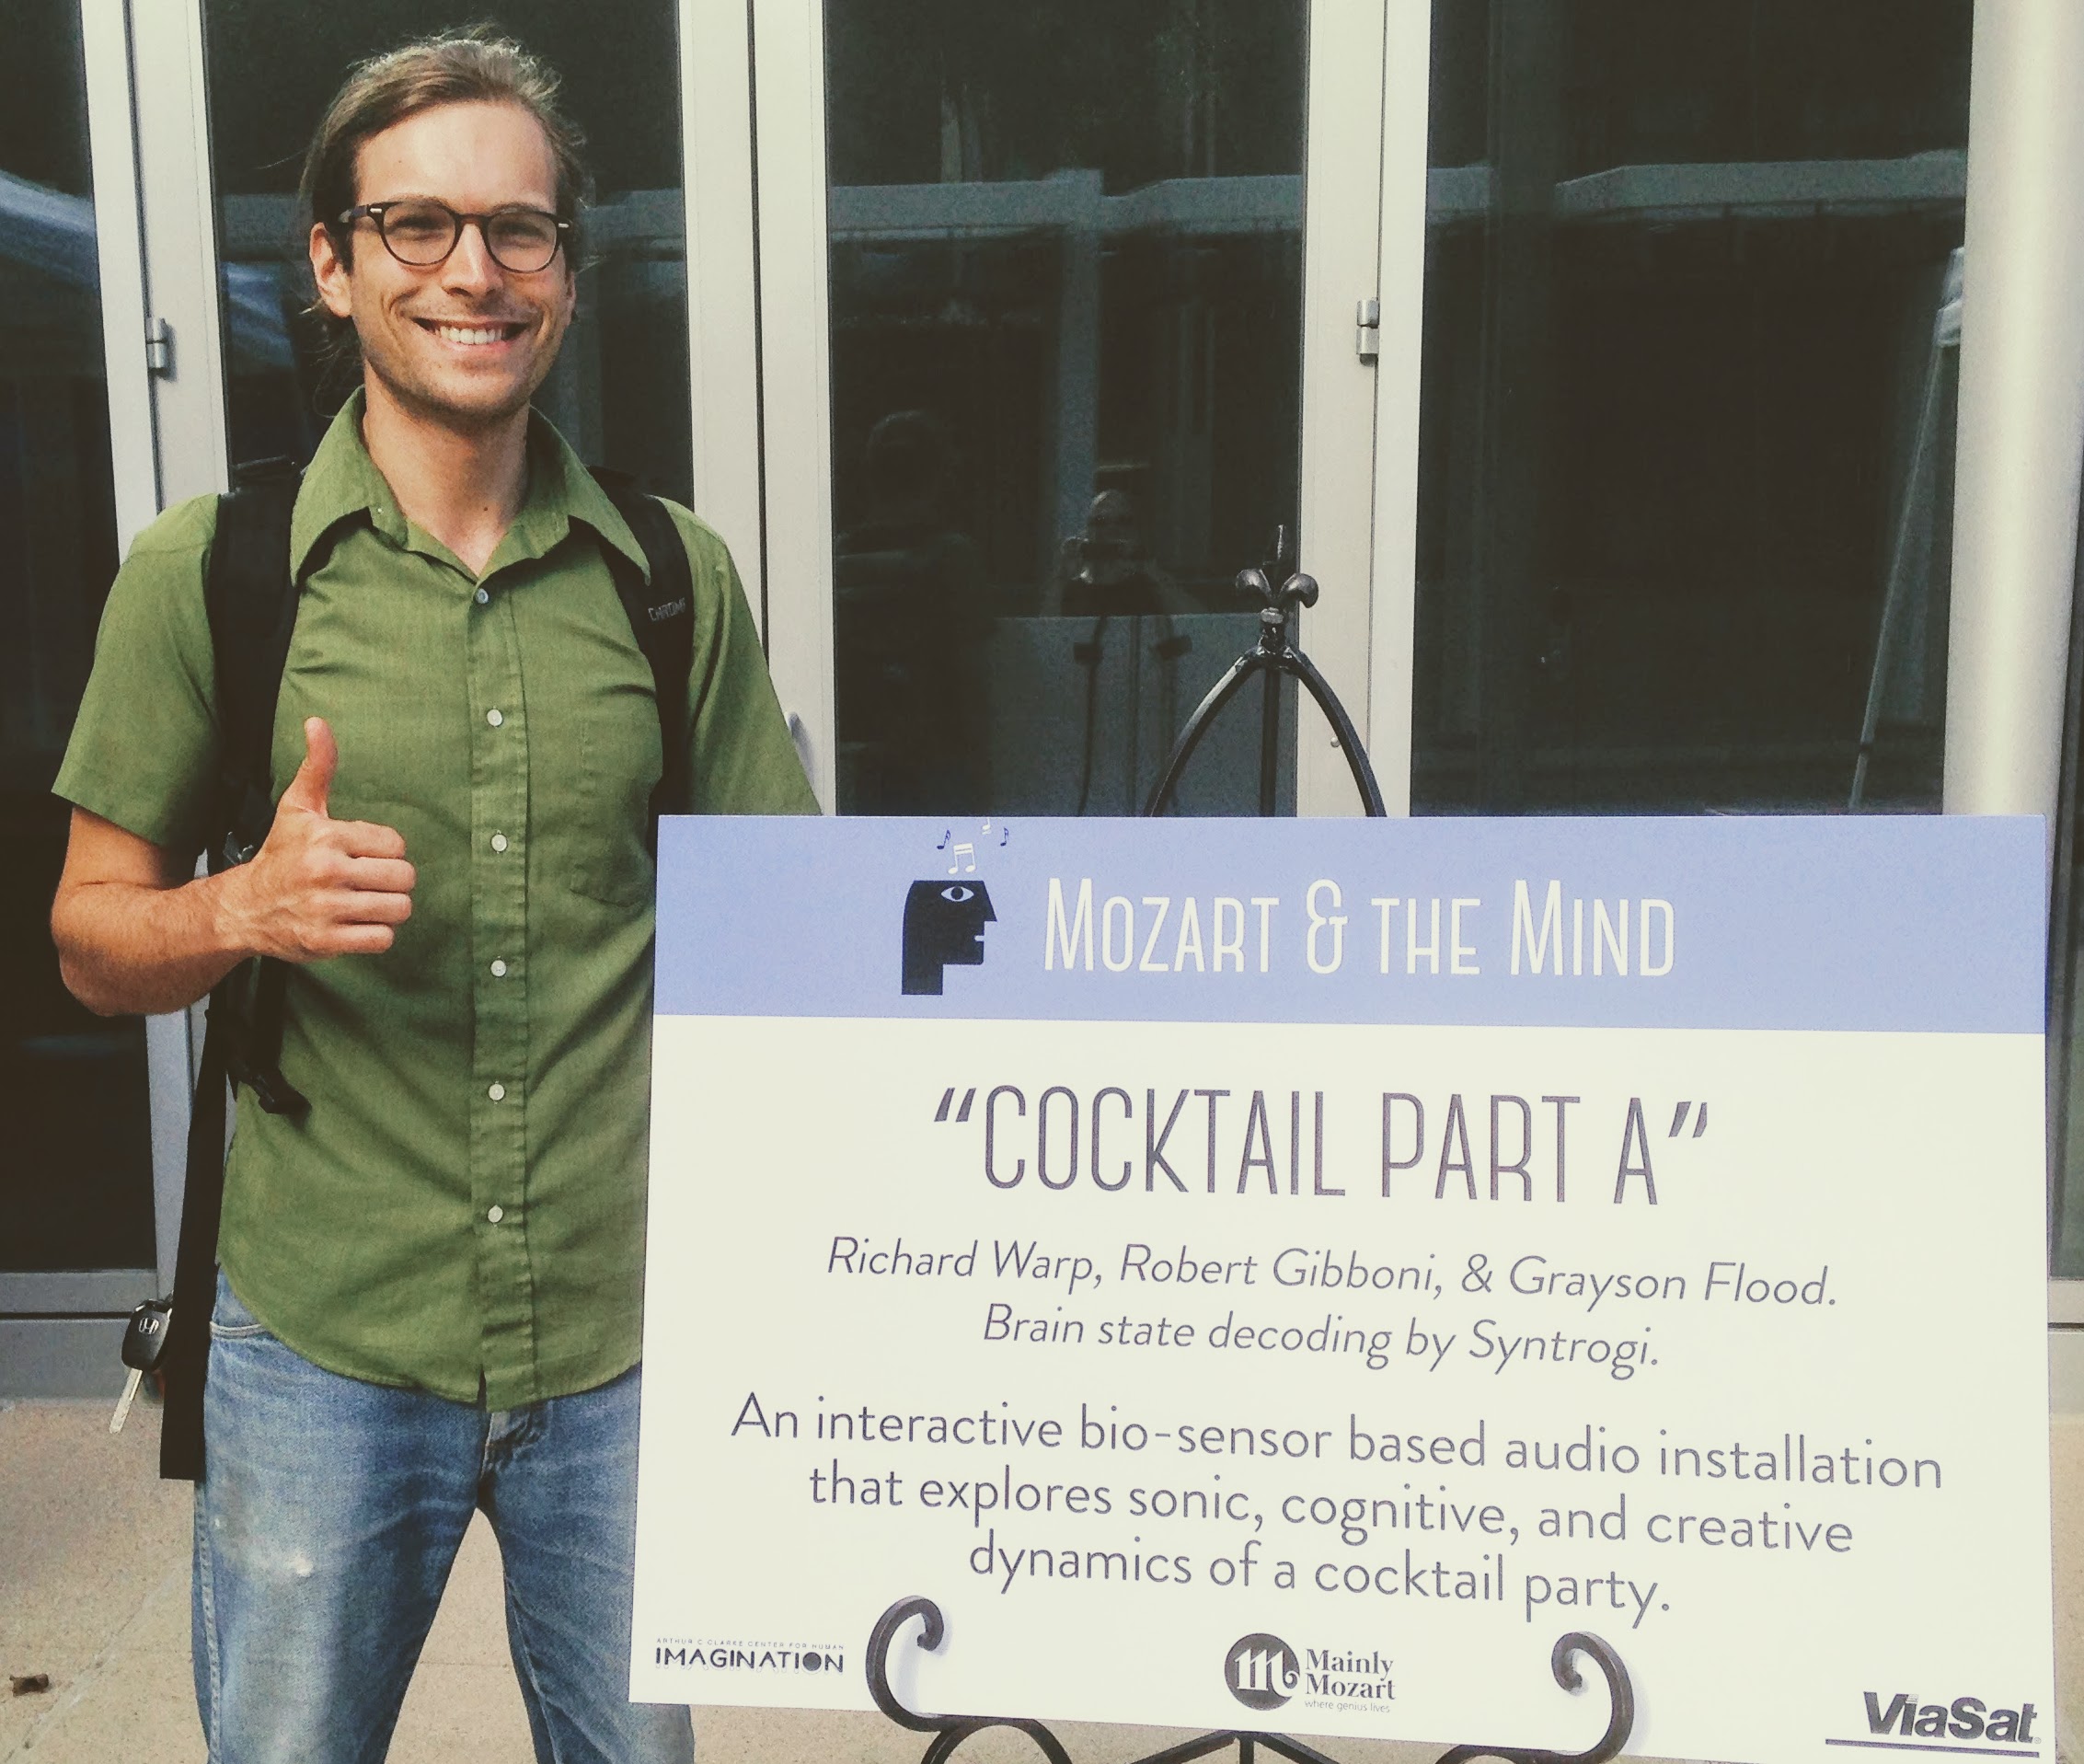 CHROME
MOZART & THE MIND
“COCKTAIL PART A”
Richard Warp, Robert Gibboni, & Grayson Flood.
Brain state decoding by Syntrogi.
An interactive bio-sensor based audio installation
that explores sonic, cognitive, and creative
dynamics of a cocktail party.
ARTHUR C CLARKE CENTER FOR HUMAN
IMAGINATION
m
Mainly
Mozart
where genius lives
ViaSat